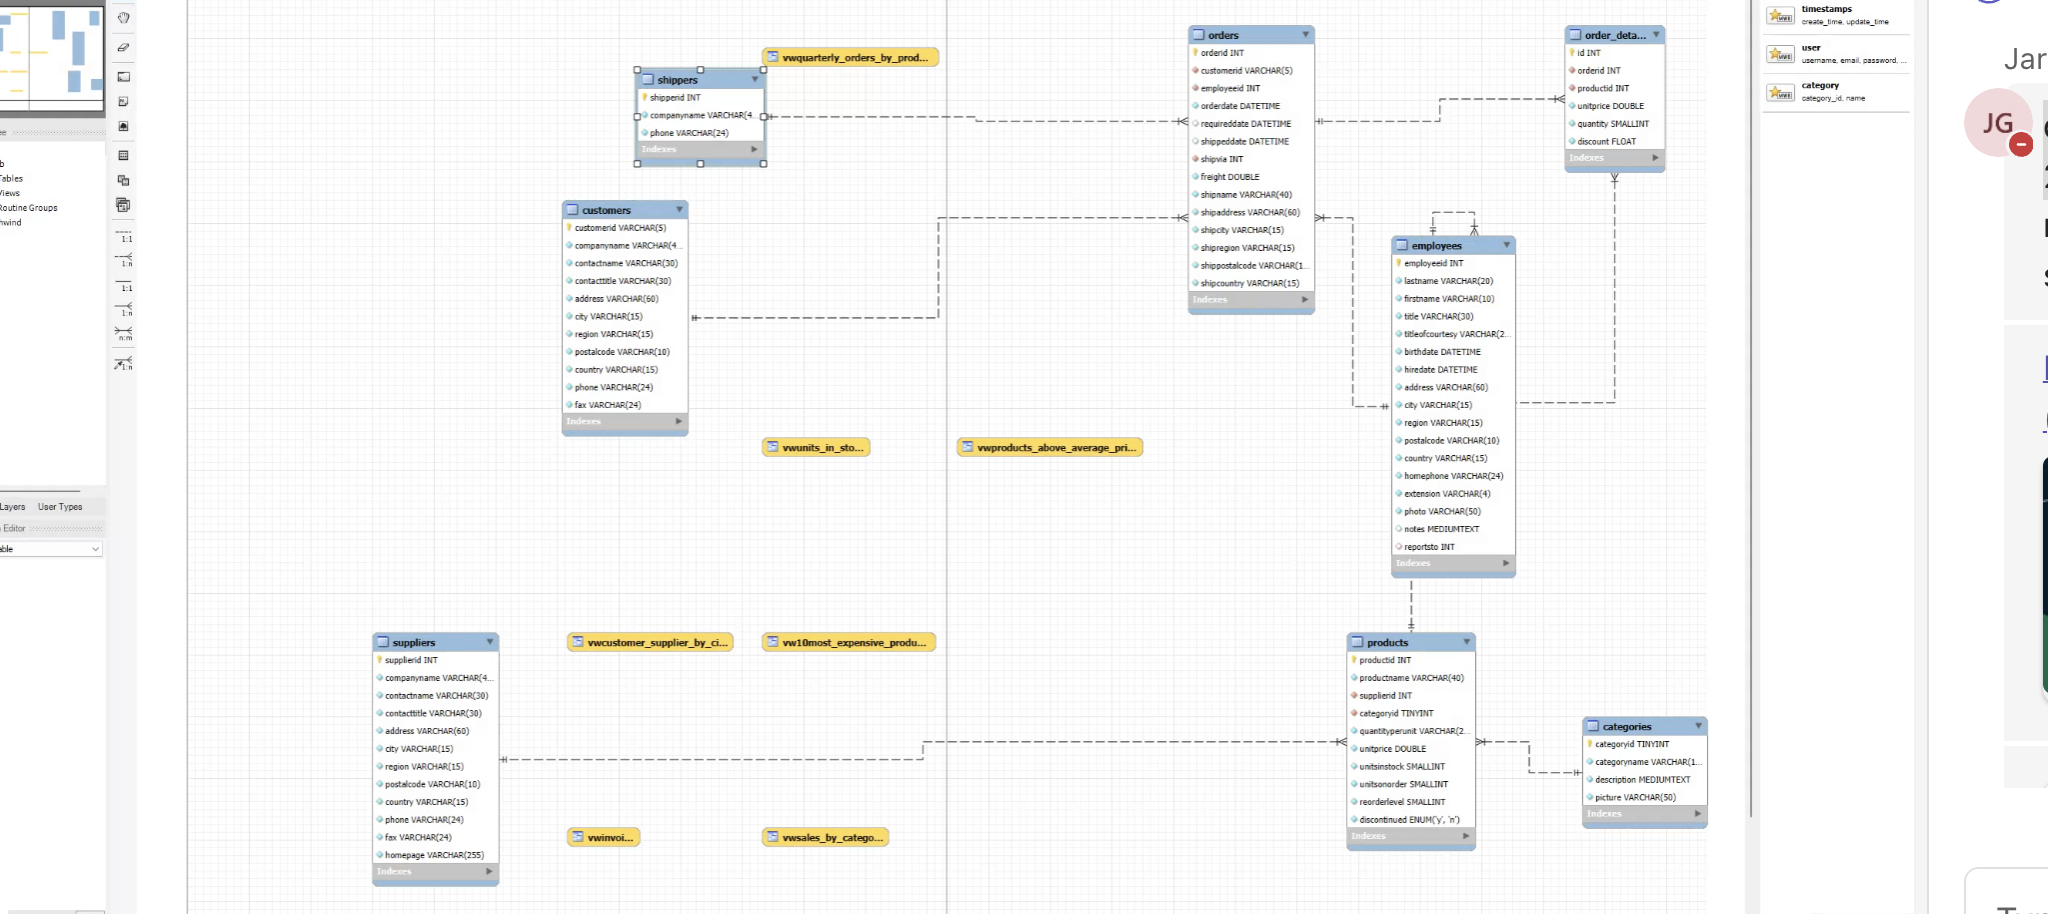 b
Tables
Views
Routine Groups
hwind
Layers User Types
Editor
able
1:1
1:n
1:1
1:n
n:m
1:n
vwquarterly_orders_by_prod...
shippers
shipperid INT
companyname VARCHAR(4...
phone VARCHAR(24)
Indexes
customers
customerid VARCHAR(5)
companyname VARCHAR(4...
contactname VARCHAR(30)
contacttitle VARCHAR(30)
address VARCHAR(60)
city VARCHAR(15)
region VARCHAR(15)
postalcode VARCHAR(10)
country VARCHAR(15)
phone VARCHAR(24)
fax VARCHAR(24)
Indexes
orders
orderid INT
customerid VARCHAR(5)
employeeid INT
orderdate DATETIME
requireddate DATETIME
shippeddate DATETIME
shipvia INT
freight DOUBLE
shipname VARCHAR(40)
shipaddress VARCHAR(60)
shipcity VARCHAR(15)
shipregion VARCHAR(15)
shippostalcode VARCHAR(1...
shipcountry VARCHAR(15)
Indexes
order_deta...
id INT
orderid INT
productid INT
unitprice DOUBLE
quantity SMALLINT
discount FLOAT
Indexes
employees
employeeid INT
lastname VARCHAR(20)
firstname VARCHAR(10)
title VARCHAR(30)
titleofcourtesy VARCHAR(2...
birthdate DATETIME
hiredate DATETIME
address VARCHAR(60)
city VARCHAR(15)
region VARCHAR(15)
postalcode VARCHAR(10)
country VARCHAR(15)
homephone VARCHAR(24)
extension VARCHAR(4)
photo VARCHAR(50)
notes MEDIUMTEXT
reportsto INT
Indexes
vwunits_in_sto...
vwproducts_above_average_pri...
suppliers
supplierid INT
companyname VARCHAR(4...
contactname VARCHAR(30)
contacttitle VARCHAR(30)
address VARCHAR(60)
city VARCHAR(15)
region VARCHAR(15)
postalcode VARCHAR(10)
country VARCHAR(15)
phone VARCHAR(24)
fax VARCHAR(24)
homepage VARCHAR(255)
Indexes
vwcustomer_supplier_by_ci...
vw10most_expensive_produ...
vwinvoi...
vwsales_by_catego...
products
productid INT
productname VARCHAR(40)
supplierid INT
categoryid TINYINT
quantityperunit VARCHAR(2...
unitprice DOUBLE
unitsinstock SMALLINT
unitsonorder SMALLINT
reorderlevel SMALLINT
discontinued ENUM('y', 'n')
Indexes
categories
categoryid TINYINT
categoryname VARCHAR(1...
description MEDIUMTEXT
picture VARCHAR(50)
Indexes
timestamps
create_time, update_time
user
username, email, password, ...
category
category_id, name
Jar
JG